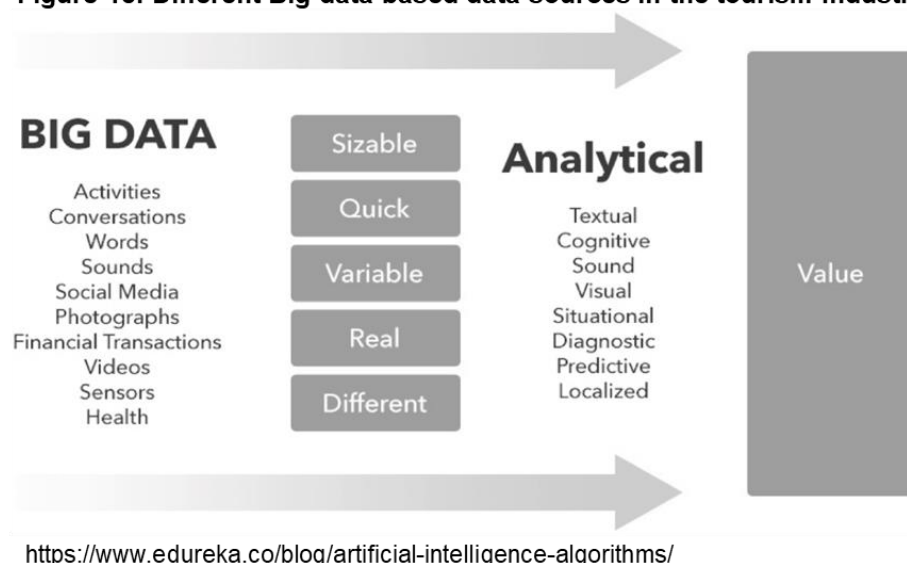 Different Big data-based data sources in the tourism
BIG DATA
Activities
Conversations
Words
Sounds
Social Media
Photographs
Financial Transactions
Videos
Sensors
Health
Sizable
Quick
Variable
Real
Different
Analytical
Textual
Cognitive
Sound
Visual
Situational
Diagnostic
Predictive
Localized
Value
https://www.edureka.co/blog/artificial-intelligence-algorithms/